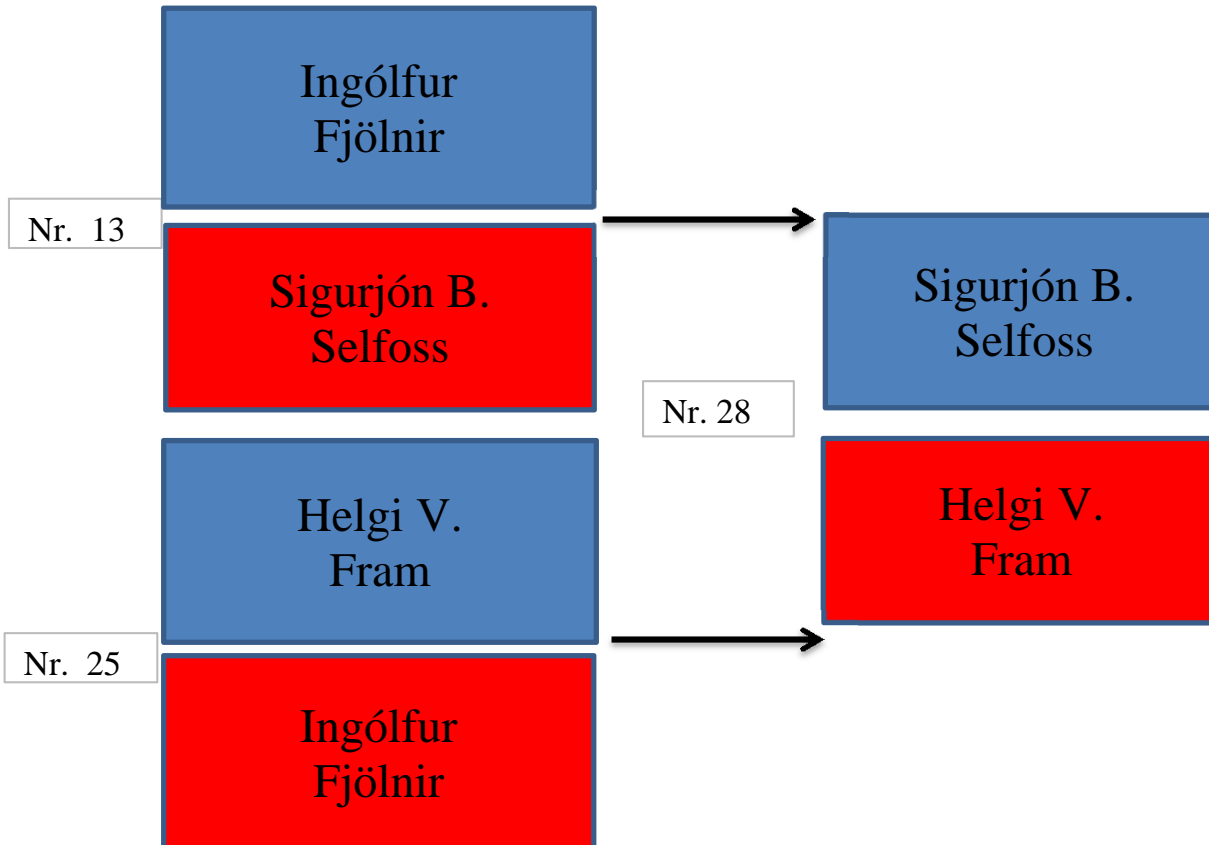 Ingólfur
Fjölnir
Nr. 13
Sigurjón B.
Selfoss
Sigurjón B.
Selfoss
Nr. 28
Helgi V.
Fram
Helgi V.
Fram
Nr. 25
Ingólfur
Fjölnir